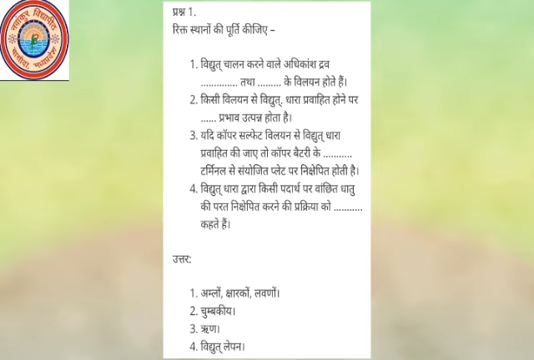 प्रश्न 1.
रिक्त स्थानों की पूर्ति कीजिए –
1. विद्युत् चालन करने वाले अधिकांश द्रव
.............. तथा ......... के विलयन होते हैं।
2. किसी विलयन से विद्युत्, धारा प्रवाहित होने पर
...... प्रभाव उत्पन्न होता है।
3. यदि कॉपर सल्फेट विलयन से विद्युत् धारा
प्रवाहित की जाए तो कॉपर बैटरी के ...........
टर्मिनल से संयोजित प्लेट पर निक्षेपित होती है।
4. विद्युत् धारा द्वारा किसी पदार्थ पर वांछित धातु
की परत निक्षेपित करने की प्रक्रिया को ...........
कहते हैं।
उत्तर:
1. अम्लों, क्षारकों, लवणों।
2. चुम्बकीय।
3. ऋण।
4. विद्युत् लेपन।